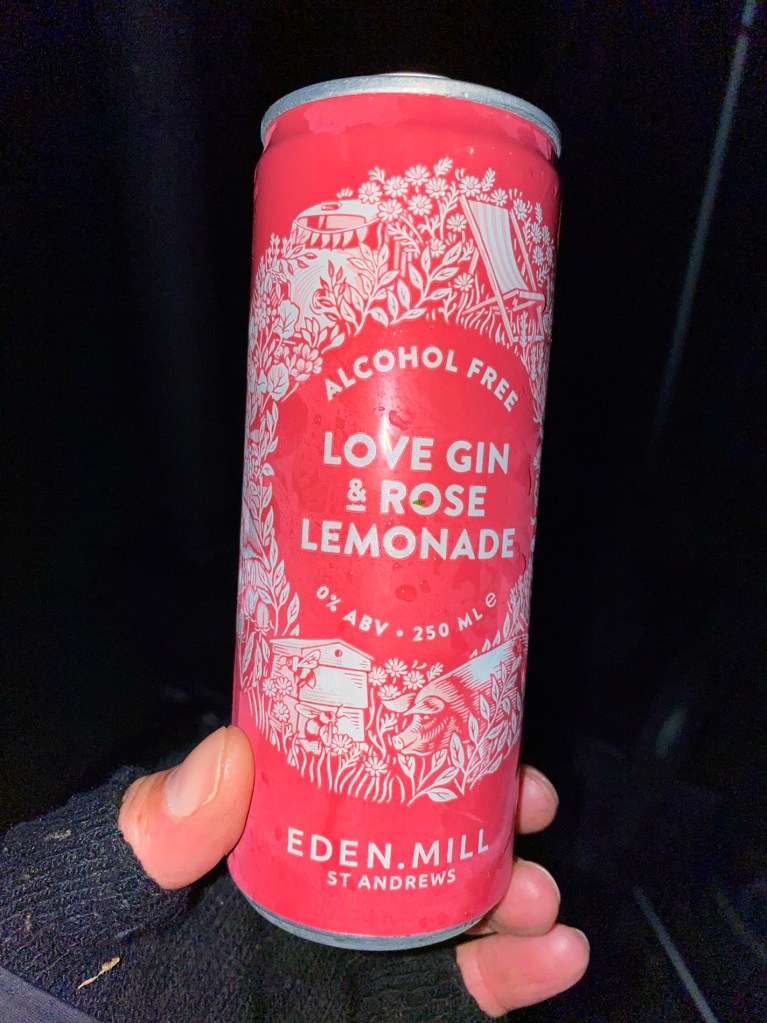 ALCOHOL FREE
LOVE GIN
& ROSE
LEMONADE
0% ABV • 250 ML ℮
EDEN.MILL
ST ANDREWS